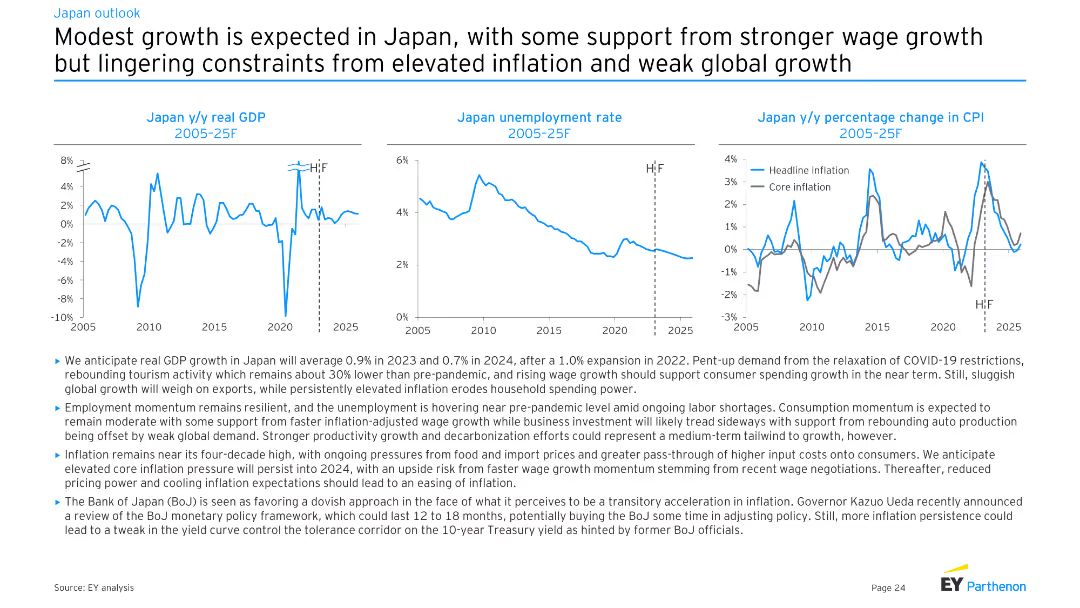 Japan outlook
Modest growth is expected in Japan, with some support from stronger wage growth
but lingering constraints from elevated inflation and weak global growth
Japan y/y real GDP
2005–25F
8%
4%
2%
0%
-2%
-4%
-6%
-8%
-10%
H F
2005
2010
2015
2020
2025
Japan unemployment rate
2005–25F
6%
4%
2%
0%
H F
2005
2010
2015
2020
2025
Japan y/y percentage change in CPI
2005–25F
4%
3%
2%
1%
0%
-1%
-2%
-3%
Headline inflation
Core inflation
H F
2005
2010
2015
2020
2025
We anticipate real GDP growth in Japan will average 0.9% in 2023 and 0.7% in 2024, after a 1.0% expansion in 2022. Pent-up demand from the relaxation of COVID-19 restrictions,
rebounding tourism activity which remains about 30% lower than pre-pandemic, and rising wage growth should support consumer spending growth in the near term. Still, sluggish
global growth will weigh on exports, while persistently elevated inflation erodes household spending power.
Employment momentum remains resilient, and the unemployment is hovering near pre-pandemic level amid ongoing labor shortages. Consumption momentum is expected to
remain moderate with some support from faster inflation-adjusted wage growth while business investment will likely tread sideways with support from rebounding auto production
being offset by weak global demand. Stronger productivity growth and decarbonization efforts could represent a medium-term tailwind to growth, however.
Inflation remains near its four-decade high, with ongoing pressures from food and import prices and greater pass-through of higher input costs onto consumers. We anticipate
elevated core inflation pressure will persist into 2024, with an upside risk from faster wage growth momentum stemming from recent wage negotiations. Thereafter, reduced
pricing power and cooling inflation expectations should lead to an easing of inflation.
The Bank of Japan (BoJ) is seen as favoring a dovish approach in the face of what it perceives to be a transitory acceleration in inflation. Governor Kazuo Ueda recently announced
a review of the BoJ monetary policy framework, which could last 12 to 18 months, potentially buying the BoJ some time in adjusting policy. Still, more inflation persistence could
lead to a tweak in the yield curve control the tolerance corridor on the 10-year Treasury yield as hinted by former BoJ officials.
Source: EY analysis
Page 24
EY Parthenon